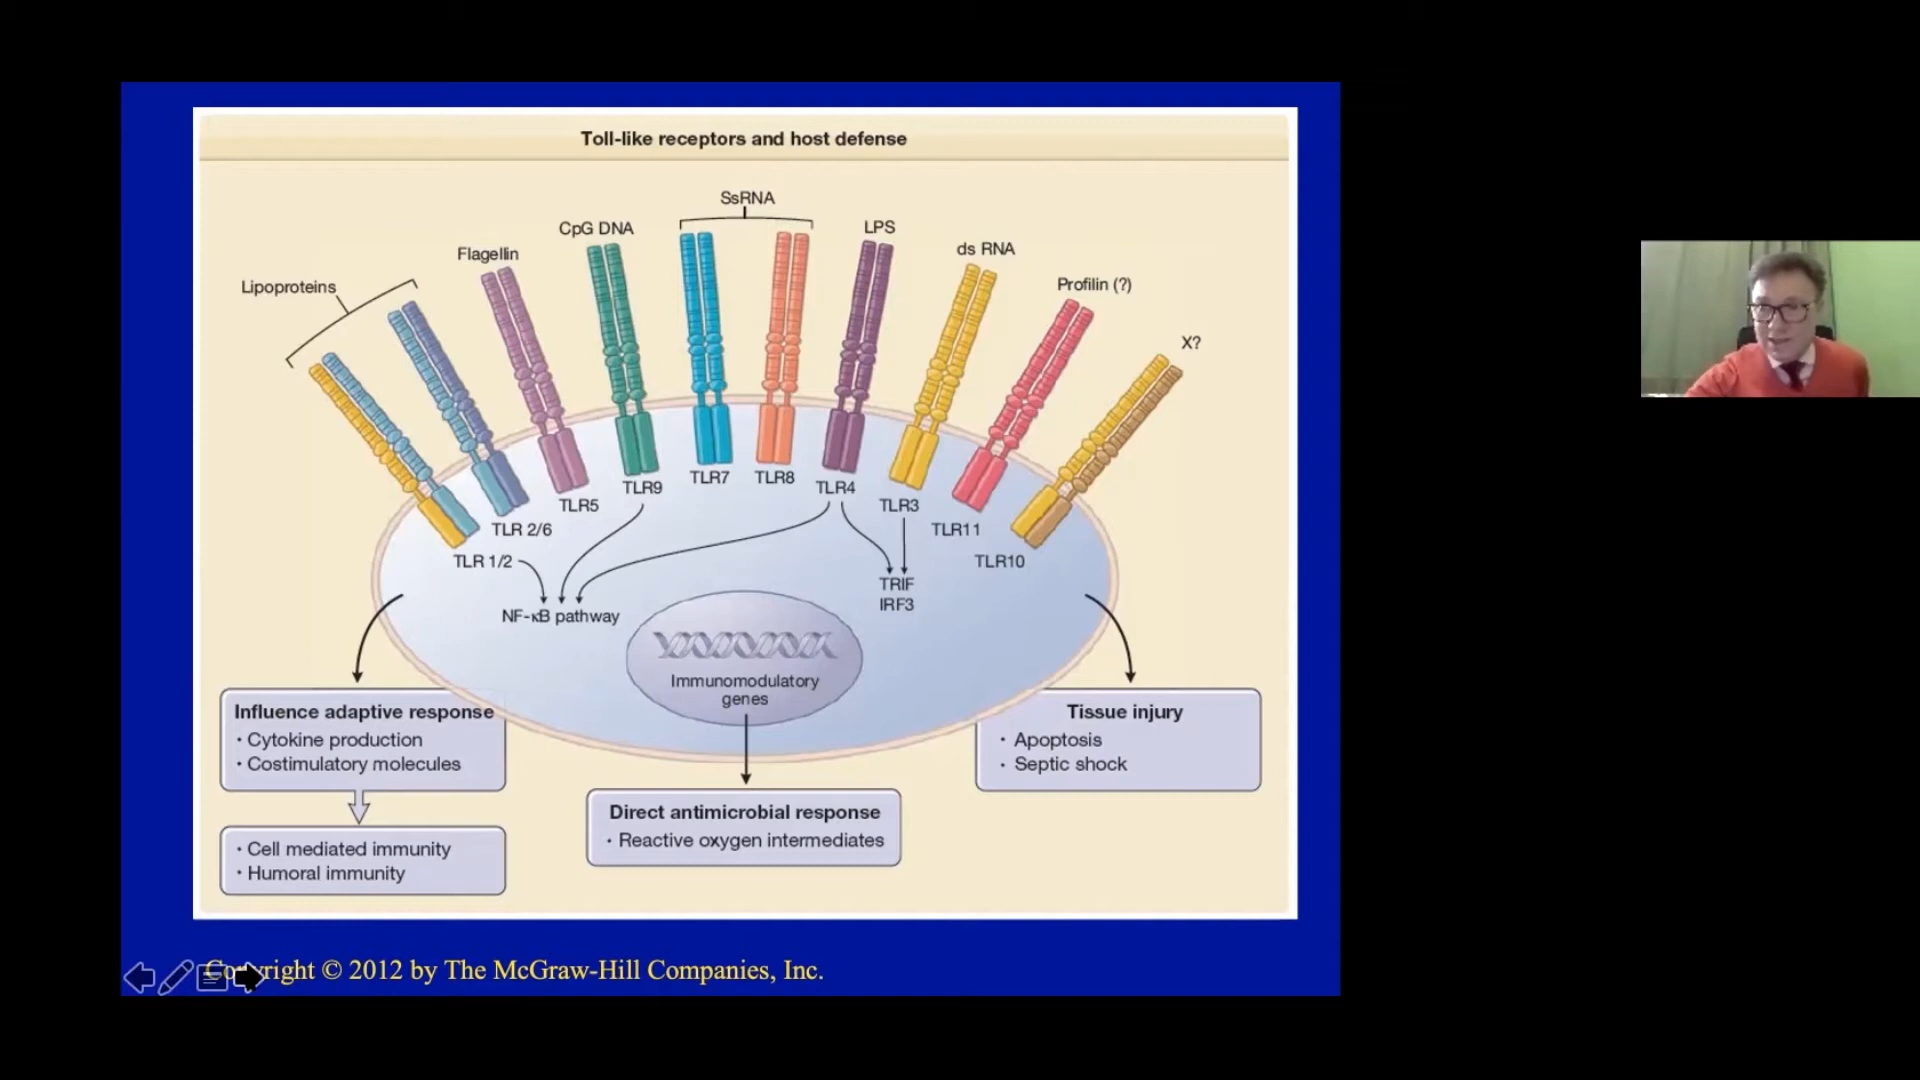 Toll-like receptors and host defense
SsRNA
CpG DNA
LPS
Flagellin
ds RNA
Lipoproteins
Profilin (?)
X?
TLR7
TLR8
TLR9
TLR4
TLR5
TLR3
TLR 2/6
TLR11
TLR 1/2
TLR10
TRIF
IRF3
NF-κB pathway
Immunomodulatory
genes
Influence adaptive response
• Cytokine production
• Costimulatory molecules
• Cell mediated immunity
• Humoral immunity
Direct antimicrobial response
• Reactive oxygen intermediates
Tissue injury
• Apoptosis
• Septic shock
Copyright © 2012 by The McGraw-Hill Companies, Inc.